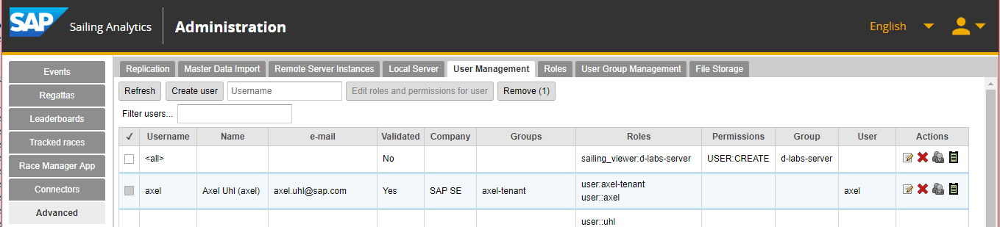 SAP Sailing Analytics Administration English
Events
Regattas
Leaderboards
Tracked races
Race Manager App
Connectors
Advanced
Replication Master Data Import Remote Server Instances Local Server User Management Roles User Group Management File Storage
Refresh Create user Username Edit roles and permissions for user Remove (1)
Filter users...
✓ Username Name e-mail Validated Company Groups Roles Permissions Group User Actions
<all> No sailing_viewer:d-labs-server USER:CREATE d-labs-server
axel Axel Uhl (axel) axel.uhl@sap.com Yes SAP SE axel-tenant user:axel-tenant axel
user::axel
user::uhl